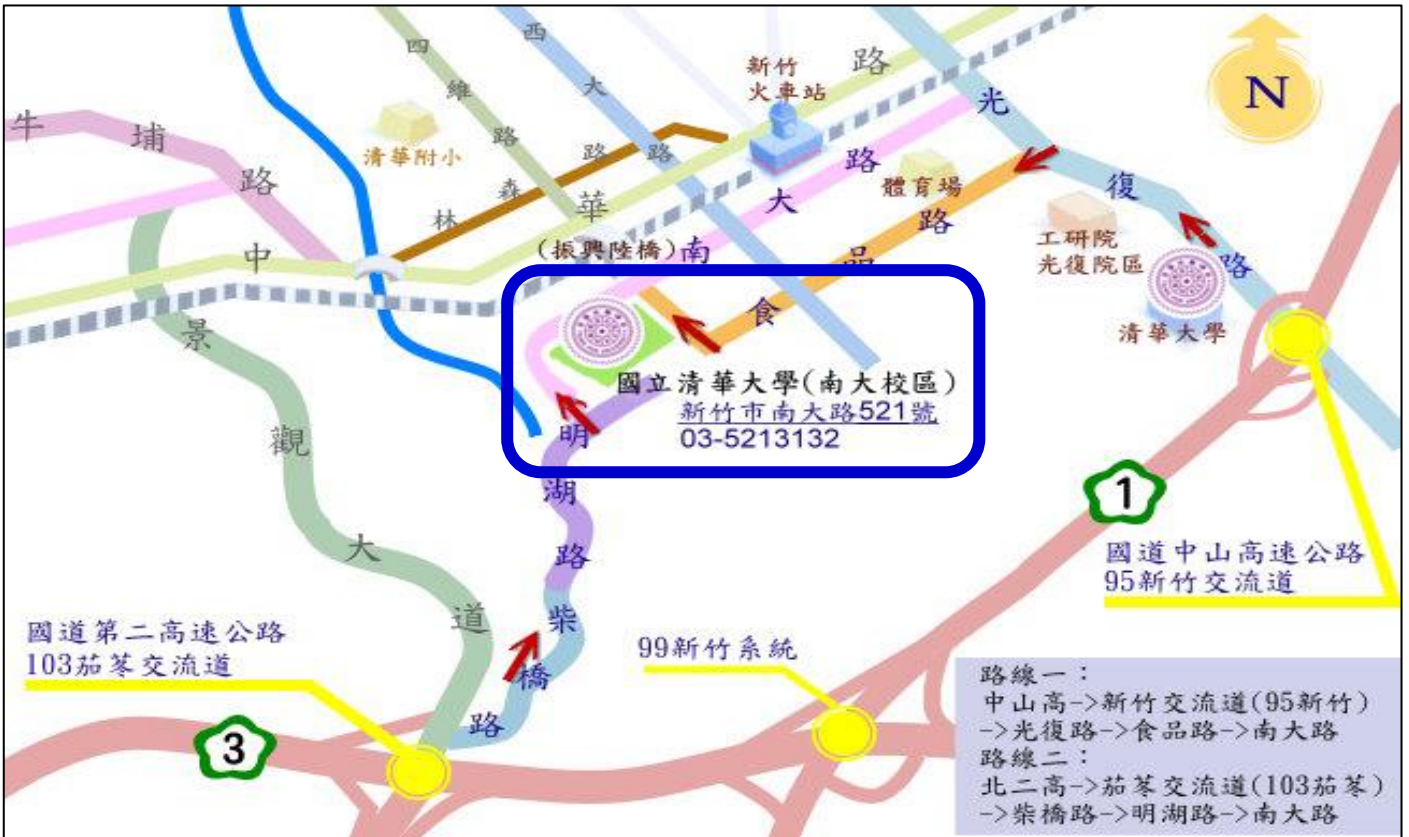 四維路
西大路
新竹
火車站
中華路
光復路
N
牛埔路
清華附小
林森路
南大路
體育場
食品路
工研院
光復院區
清華大學
(振興陸橋)
國立清華大學(南大校區)
新竹市南大路521號
03-5213132
景觀大道
明湖路
柴橋路
1
國道中山高速公路
95新竹交流道
國道第二高速公路
103茄苳交流道
99新竹系統
3
路線一：
中山高->新竹交流道(95新竹)
->光復路->食品路->南大路
路線二：
北二高->茄苳交流道(103茄苳)
->柴橋路->明湖路->南大路